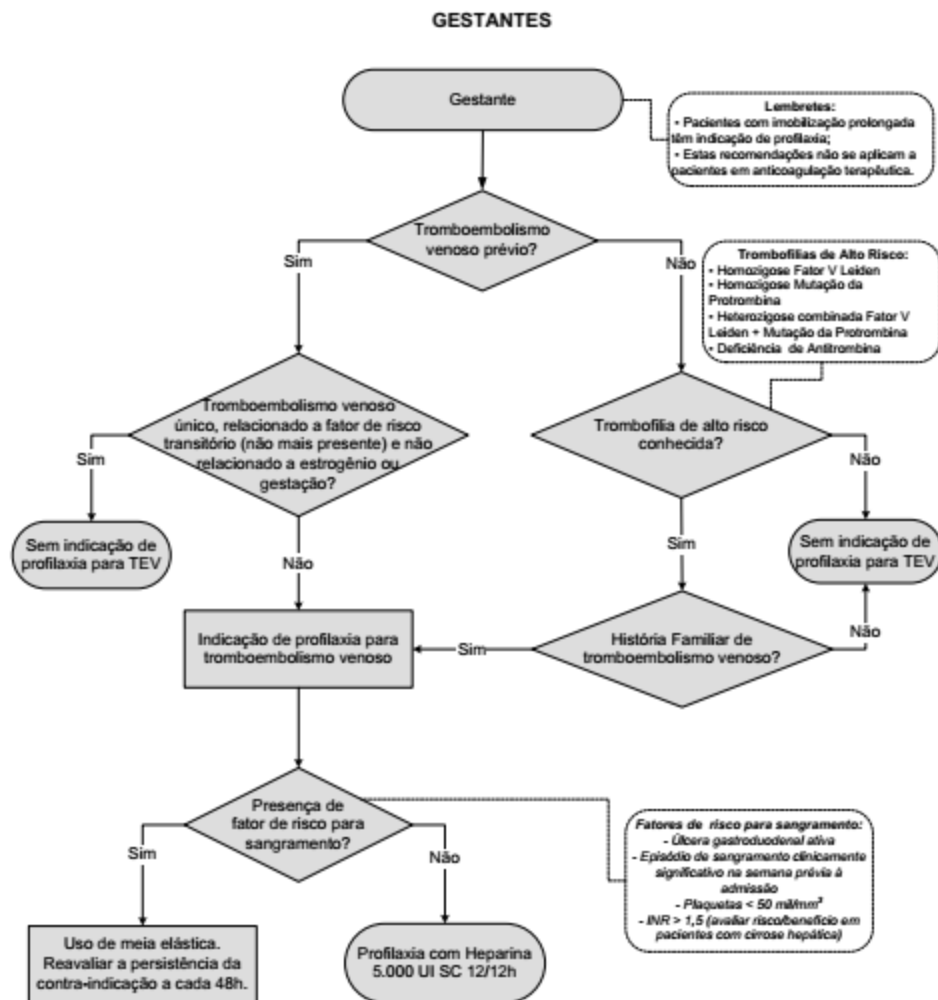 GESTANTES
Gestante
Lembretes:
• Pacientes com imobilização prolongada
têm indicação de profilaxia;
• Estas recomendações não se aplicam a
pacientes em anticoagulação terapêutica.
Tromboembolismo
venoso prévio?
Sim
Não
Trombofilias de Alto Risco:
• Homozigose Fator V Leiden
• Homozigose Mutação da
Protrombina
• Heterozigose combinada Fator V
Leiden + Mutação da Protrombina
• Deficiência de Antitrombina
Tromboembolismo venoso
único, relacionado a fator de risco
transitório (não mais presente) e não
relacionado a estrogênio ou
gestação?
Trombofilia de alto risco
conhecida?
Sim
Não
Sem indicação de
profilaxia para TEV
Não
Sim
Sem indicação de
profilaxia para TEV
Indicação de profilaxia para
tromboembolismo venoso
Sim
História Familiar de
tromboembolismo venoso?
Não
Presença de
fator de risco para
sangramento?
Sim
Não
Fatores de risco para sangramento:
- Úlcera gastroduodenal ativa
- Episódio de sangramento clinicamente
significativo na semana prévia à
admissão
- Plaquetas < 50 mil/mm³
- INR > 1,5 (avaliar risco/benefício em
pacientes com cirrose hepática)
Uso de meia elástica.
Reavaliar a persistência da
contra-indicação a cada 48h.
Profilaxia com Heparina
5.000 UI SC 12/12h